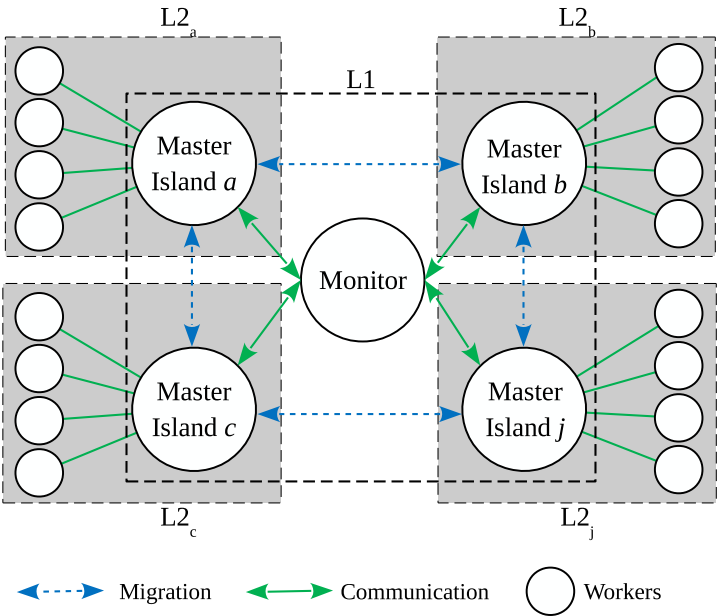 L2a
L2b
L1
Master
Island a
Master
Island b
Monitor
Master
Island c
Master
Island j
L2c
L2j
Migration
Communication
Workers